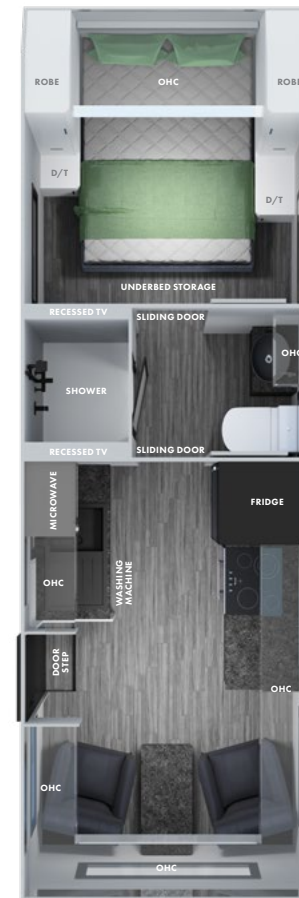 ROBE
OHC
ROBE
D/T
D/T
UNDERBED STORAGE
RECESSED TV
SLIDING DOOR
OHC
SHOWER
RECESSED TV
SLIDING DOOR
MICROWAVE
FRIDGE
OHC
WASHING
MACHINE
DOOR
STEP
OHC
OHC
OHC